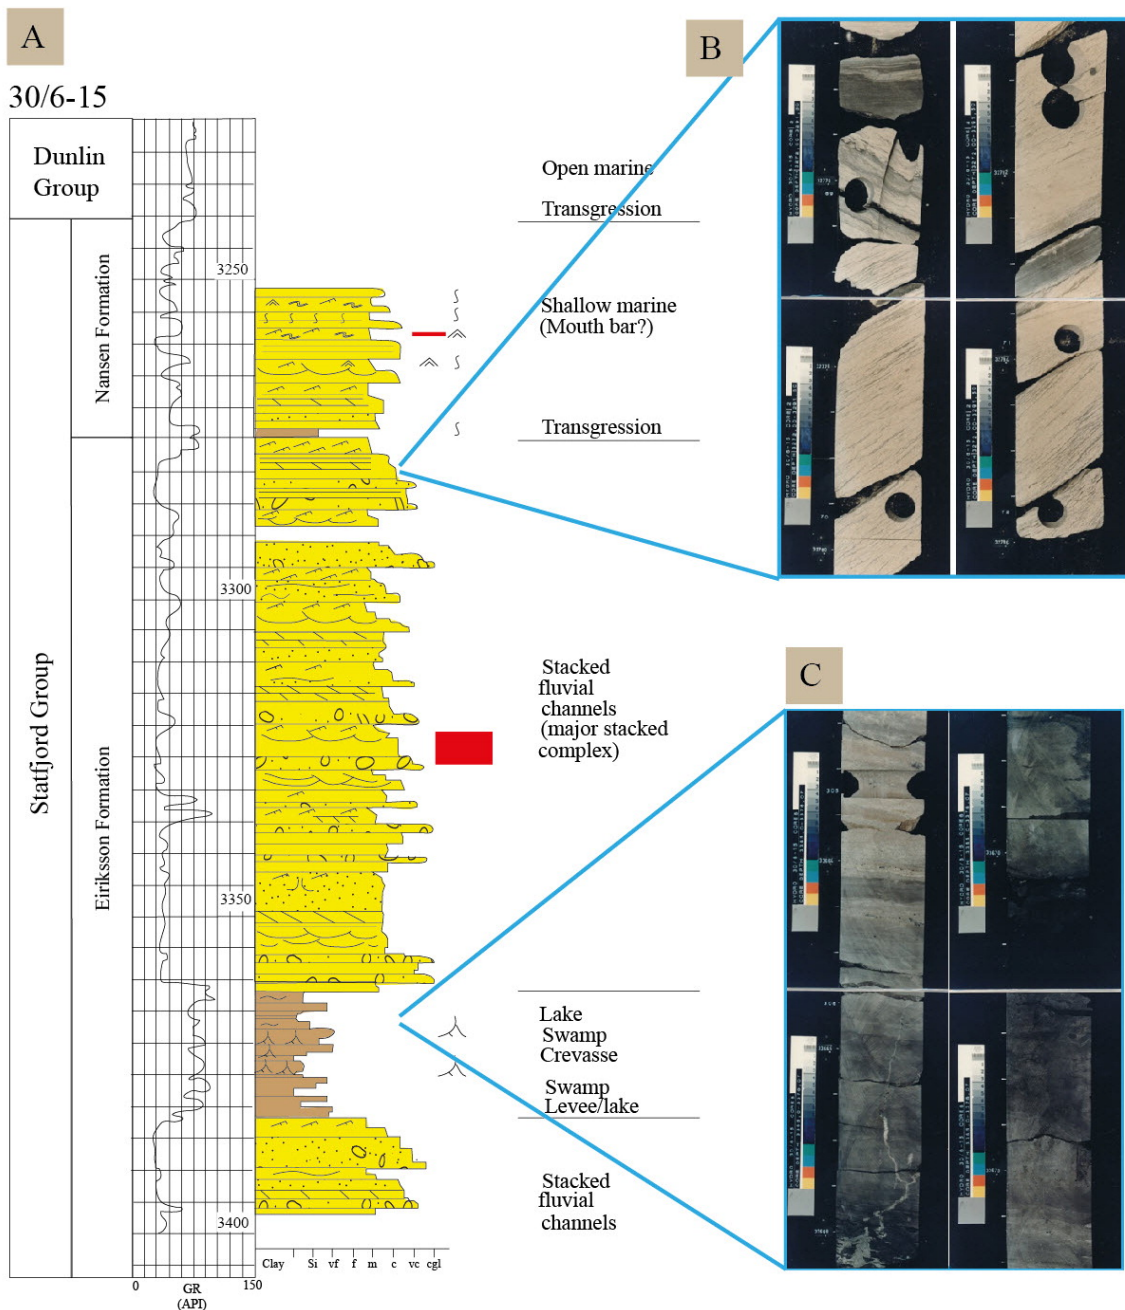 A
B
30/6-15
Dunlin
Group
Open marine
Transgression
3250
Nansen Formation
Shallow marine
(Mouth bar?)
Transgression
3300
Statfjord Group
Eiriksson Formation
Stacked
fluvial
channels
(major stacked
complex)
C
3350
Lake
Swamp
Crevasse
Swamp
Levee/lake
Stacked
fluvial
channels
3400
Clay Si vf f m c vc cgl
0 GR 150
(API)